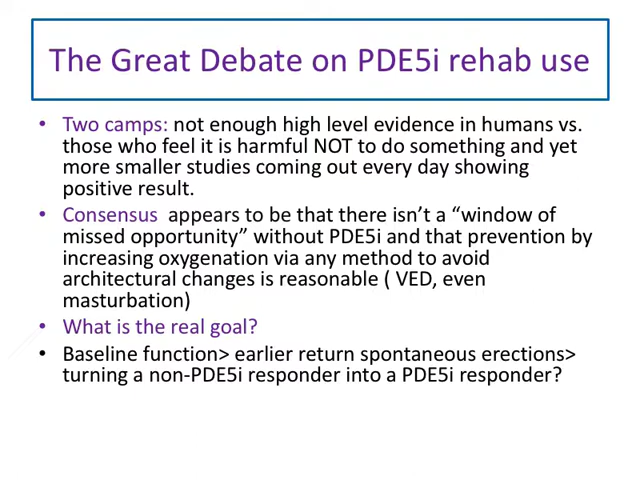 The Great Debate on PDE5i rehab use
• Two camps: not enough high level evidence in humans vs.
those who feel it is harmful NOT to do something and yet
more smaller studies coming out every day showing
positive result.
• Consensus appears to be that there isn’t a “window of
missed opportunity” without PDE5i and that prevention by
increasing oxygenation via any method to avoid
architectural changes is reasonable ( VED, even
masturbation)
• What is the real goal?
• Baseline function> earlier return spontaneous erections>
turning a non-PDE5i responder into a PDE5i responder?